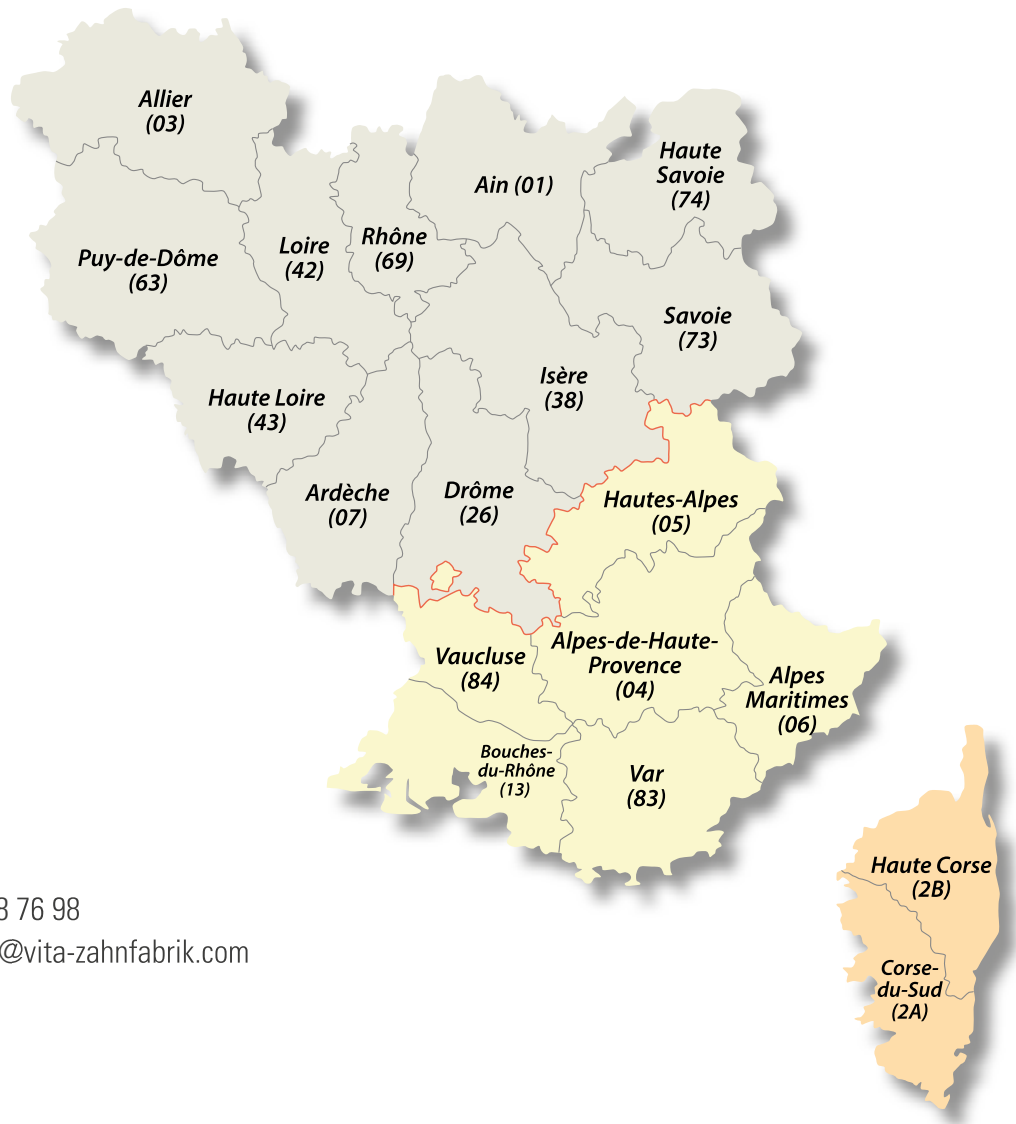 Allier
(03)
Haute
Savoie
(74)
Ain (01)
Rhône
(69)
Loire
(42)
Puy-de-Dôme
(63)
Savoie
(73)
Isère
(38)
Haute Loire
(43)
Ardèche
(07)
Drôme
(26)
Hautes-Alpes
(05)
Alpes-de-Haute-
Provence
(04)
Vaucluse
(84)
Alpes
Maritimes
(06)
Bouches-
du-Rhône
(13)
Var
(83)
Haute Corse
(2B)
Corse-
du-Sud
(2A)
8 76 98
@vita-zahnfabrik.com